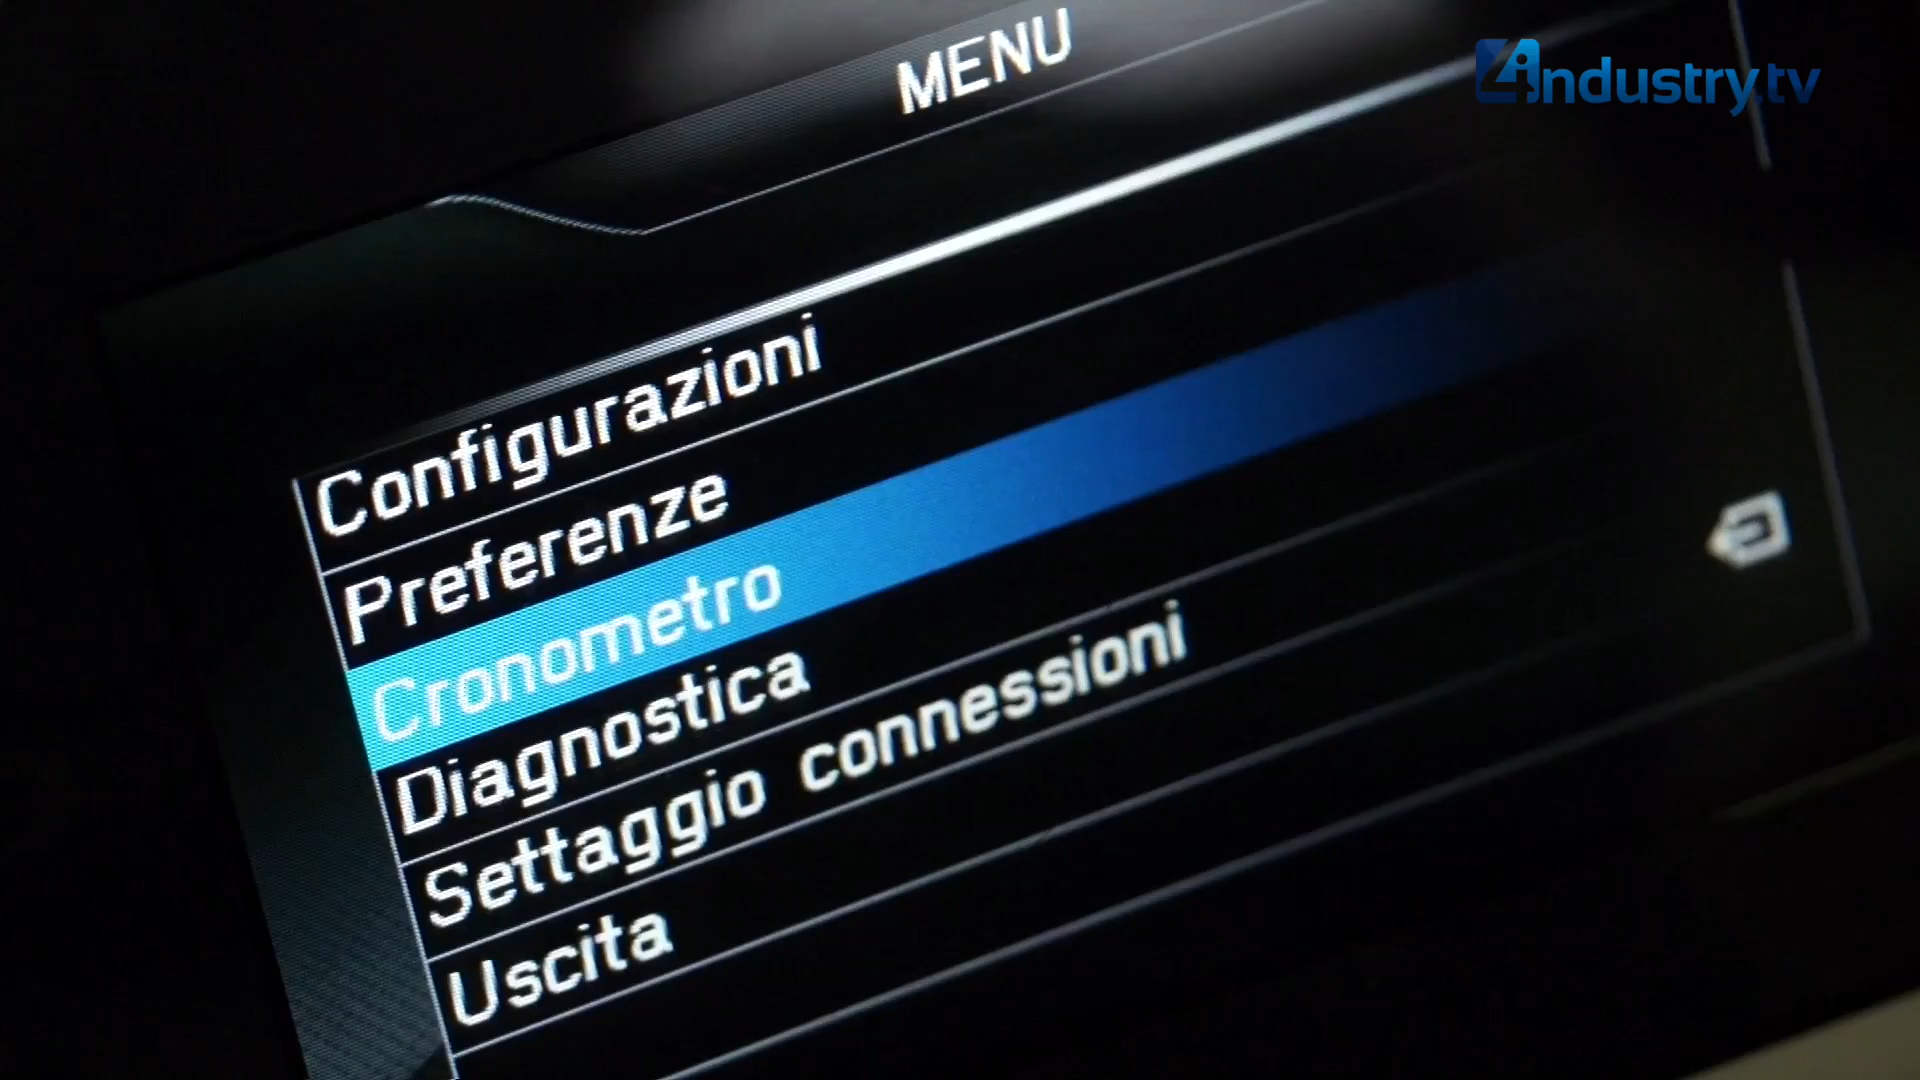 MENU
4industry.tv
Configurazioni
Preferenze
Cronometro
Diagnostica
Settaggio connessioni
Uscita